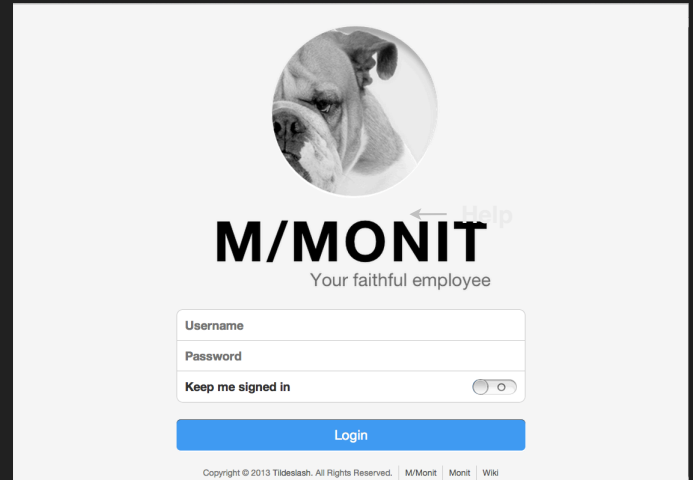 Help
M/MONIT
Your faithful employee
Username
Password
Keep me signed in
Login
Copyright © 2013 Tildeslash. All Rights Reserved. M/Monit Monit Wiki